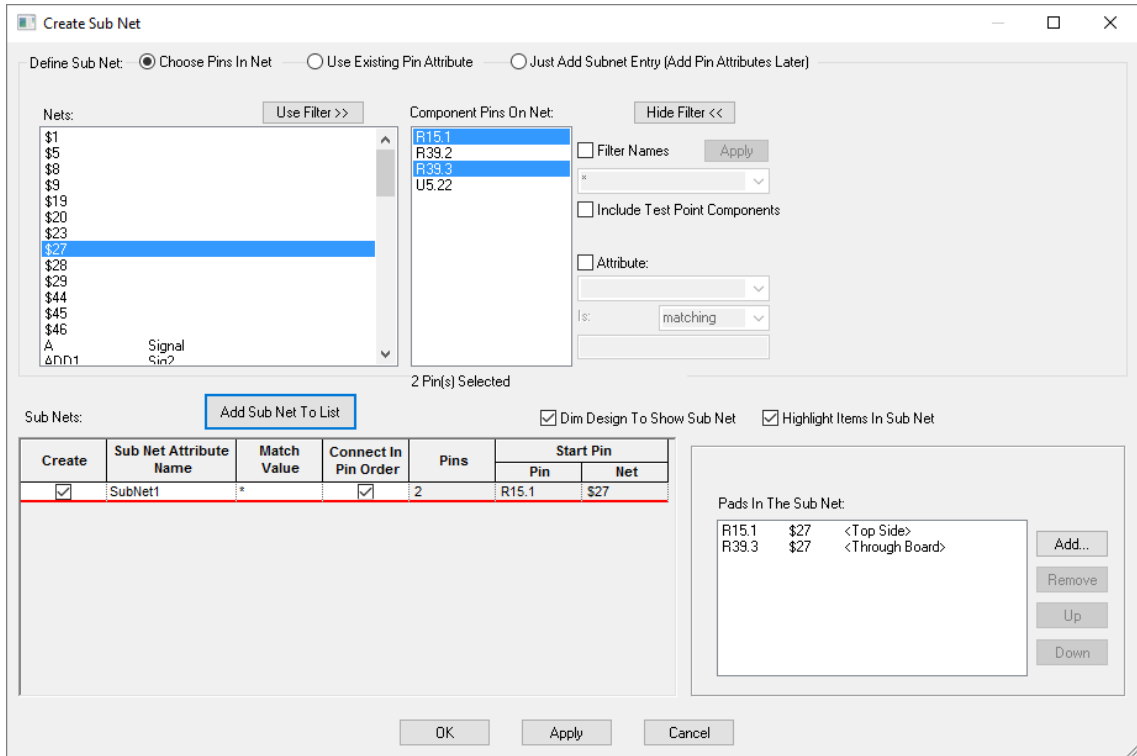 Create Sub Net
Define Sub Net: Choose Pins In Net Use Existing Pin Attribute Just Add Subnet Entry (Add Pin Attributes Later)
Nets: Use Filter >> Component Pins On Net: Hide Filter <<
$1
$5
$8
$9
$19
$20
$23
$27
$28
$29
$44
$45
$46
A Signal
ADD1 Sig2
R15.1
R39.2
R39.3
U5.22
Filter Names Apply
*
Include Test Point Components
Attribute:
Is: matching
2 Pin(s) Selected
Sub Nets: Add Sub Net To List Dim Design To Show Sub Net Highlight Items In Sub Net
Create Sub Net Attribute Name Match Value Connect In Pin Order Pins Start Pin
Pin Net
SubNet1 * 2 R15.1 $27
Pads In The Sub Net:
R15.1 $27 <Top Side>
R39.3 $27 <Through Board>
Add...
Remove
Up
Down
OK Apply Cancel